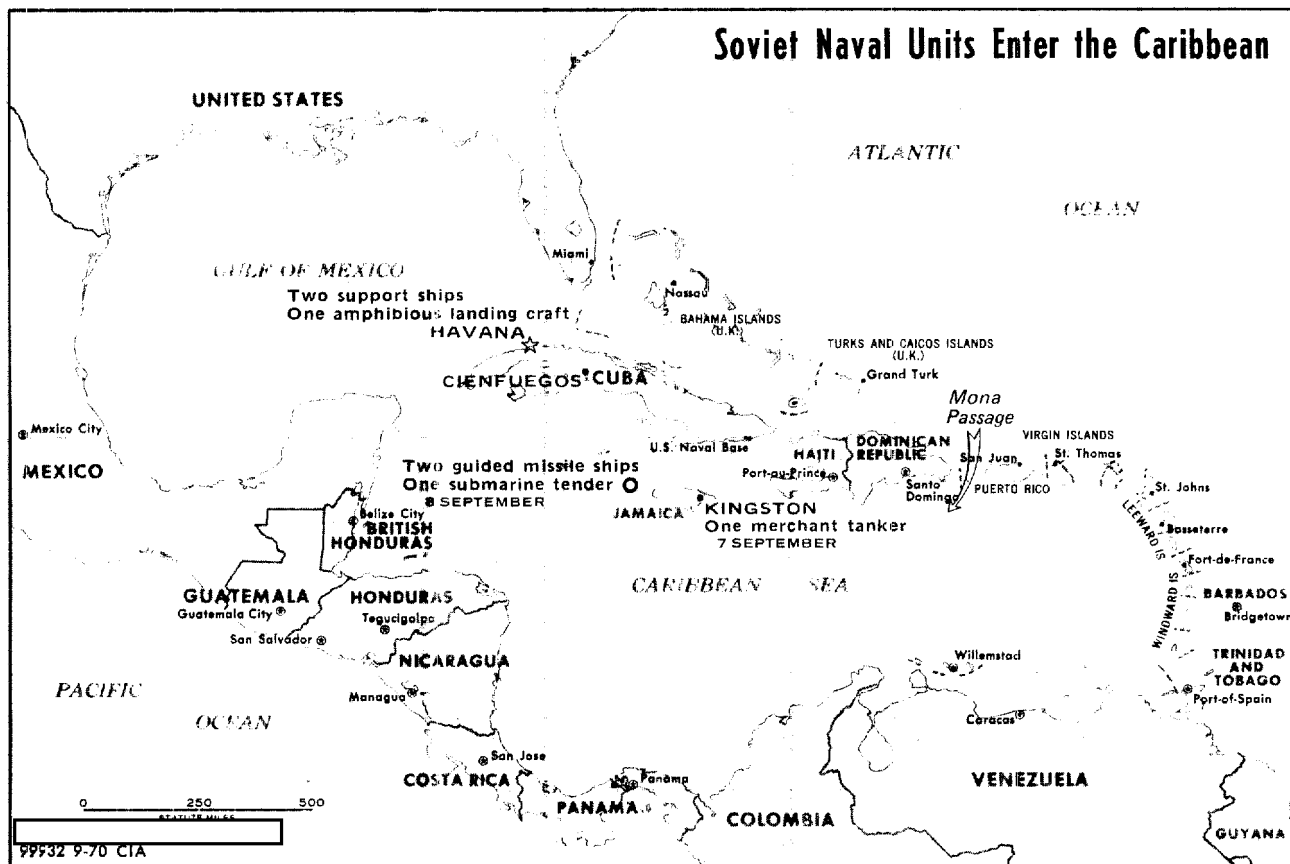 Soviet Naval Units Enter the Caribbean
UNITED STATES
ATLANTIC
OCEAN
GULF OF MEXICO
Miami
Nassau
BAHAMA ISLANDS
(U.K.)
Two support ships
One amphibious landing craft
HAVANA
CIENFUEGOS
CUBA
TURKS AND CAICOS ISLANDS
(U.K.)
Grand Turk
Mona
Passage
Mexico City
MEXICO
U.S. Naval Base
HAITI
Port-au-Prince
DOMINICAN
REPUBLIC
Santo
Domingo
San Juan
PUERTO RICO
VIRGIN ISLANDS
St. Thomas
Two guided missile ships
One submarine tender
8 SEPTEMBER
JAMAICA
KINGSTON
One merchant tanker
7 SEPTEMBER
St. Johns
LEEWARD IS
Basseterre
Fort-de-France
WINDWARD IS
BARBADOS
Bridgetown
Belize City
BRITISH
HONDURAS
CARIBBEAN SEA
GUATEMALA
Guatemala City
HONDURAS
Tegucigalpa
San Salvador
NICARAGUA
Managua
Willemstad
TRINIDAD
AND
TOBAGO
Port-of-Spain
PACIFIC
OCEAN
Caracas
San Jose
COSTA RICA
Panama
PANAMA
VENEZUELA
COLOMBIA
GUYANA
0 250 500
STATUTE MILES
99932 9-70 CIA